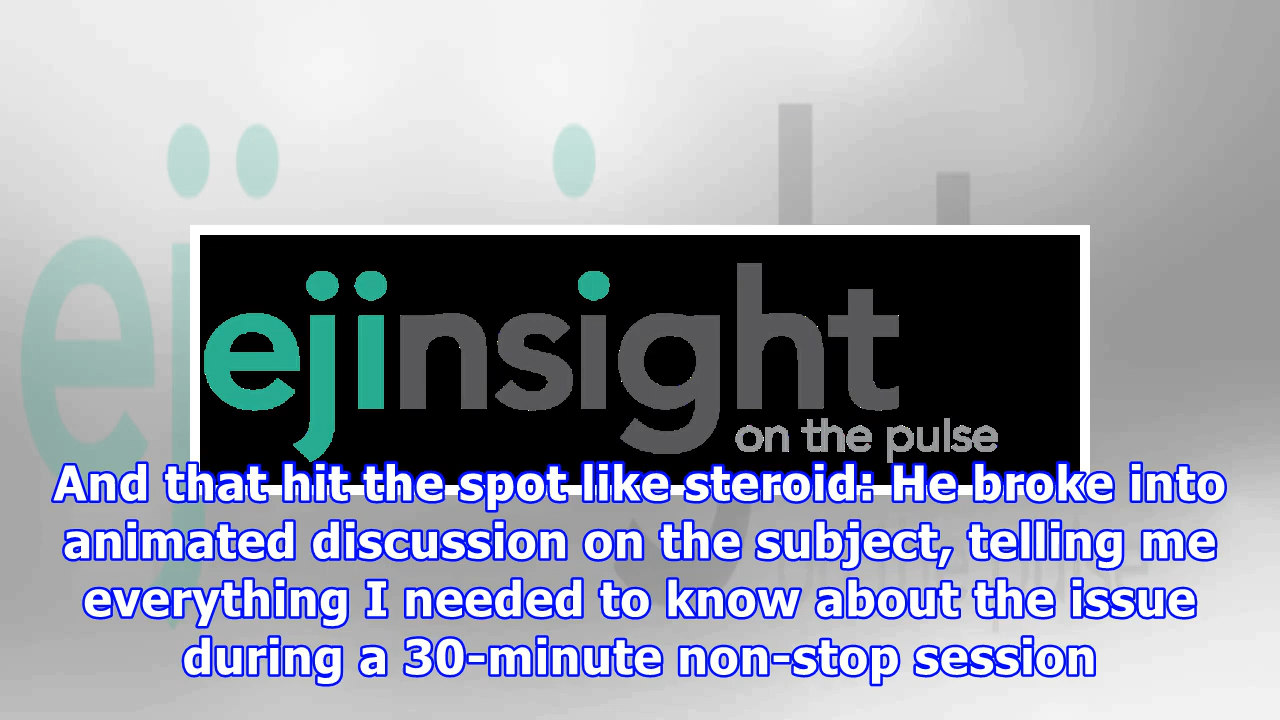 ejinsight
on the pulse
And that hit the spot like steroid: He broke into
animated discussion on the subject, telling me
everything I needed to know about the issue
during a 30-minute non-stop session